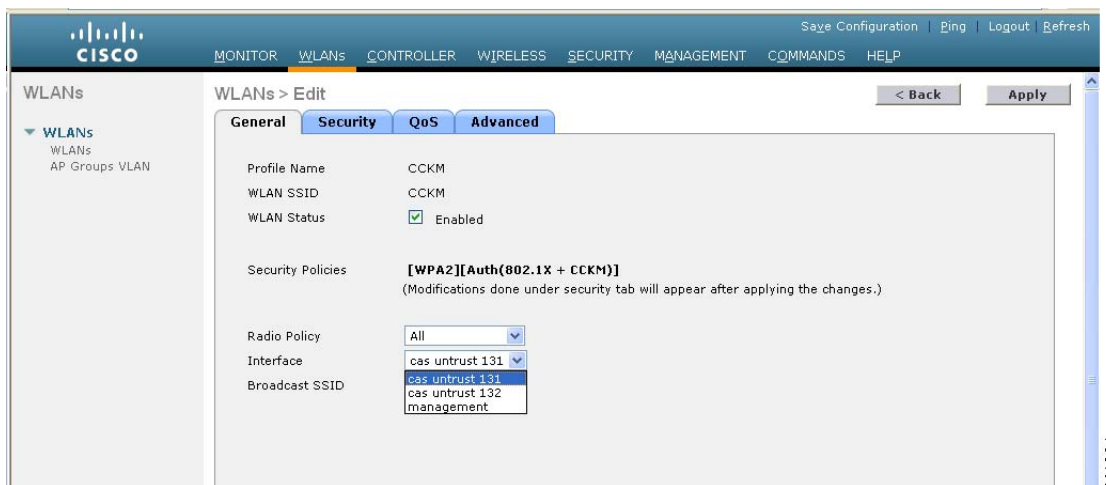 Save Configuration | Ping | Logout | Refresh
CISCO
MONITOR WLANs CONTROLLER WIRELESS SECURITY MANAGEMENT COMMANDS HELP
WLANs
WLANs
WLANs
AP Groups VLAN
WLANs > Edit
< Back
Apply
General Security QoS Advanced
Profile Name CCKM
WLAN SSID CCKM
WLAN Status Enabled
Security Policies [WPA2][Auth(802.1X + CCKM)]
(Modifications done under security tab will appear after applying the changes.)
Radio Policy All
Interface cas untrust 131
cas untrust 131
cas untrust 132
management
Broadcast SSID